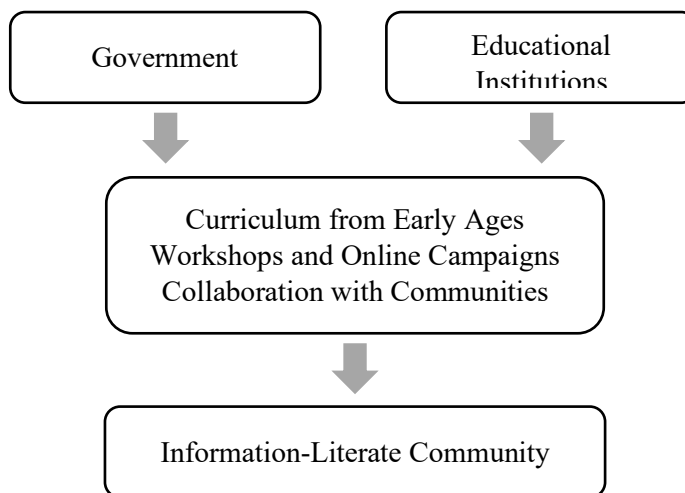 Government
Educational
Institutions
Curriculum from Early Ages
Workshops and Online Campaigns
Collaboration with Communities
Information-Literate Community